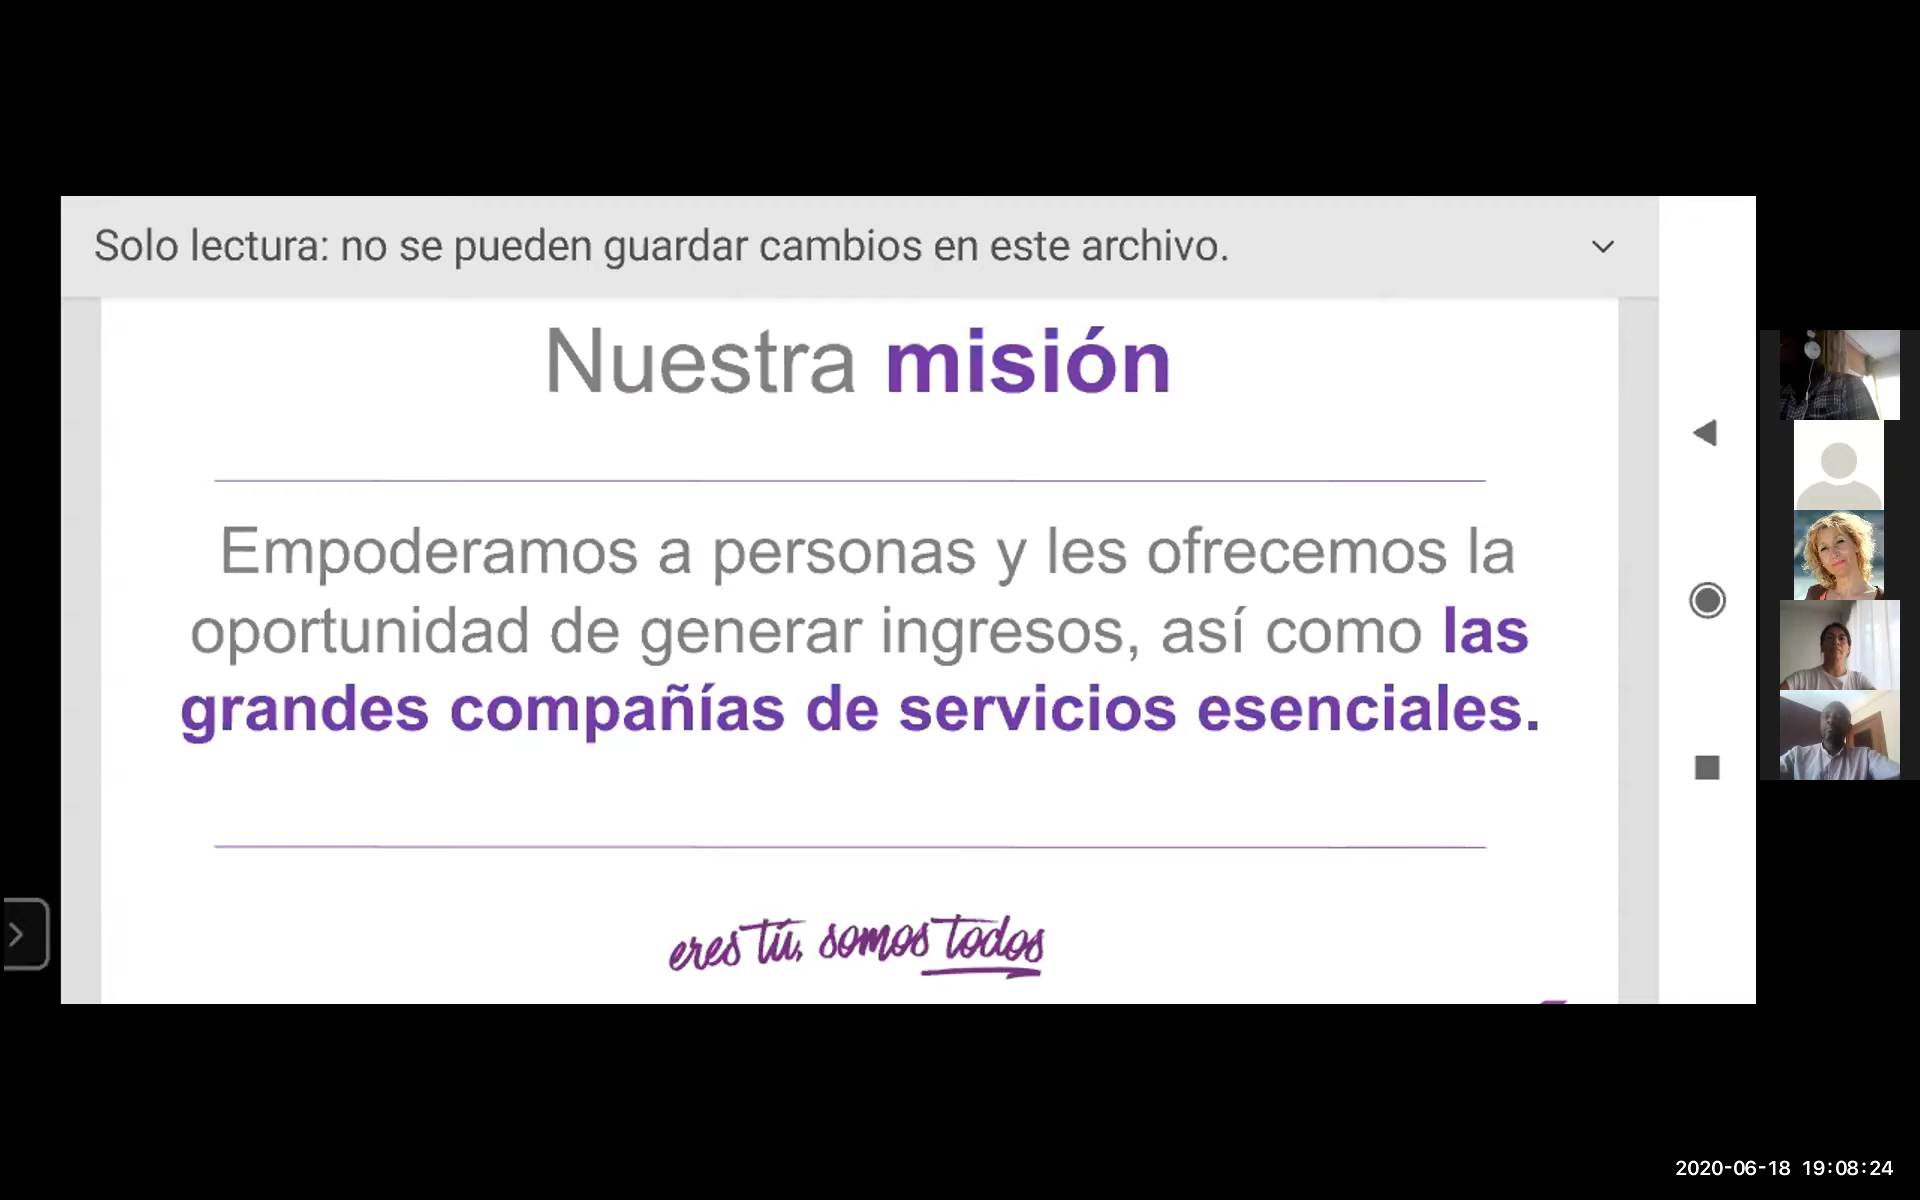 Solo lectura: no se pueden guardar cambios en este archivo.
Nuestra misión
Empoderamos a personas y les ofrecemos la
oportunidad de generar ingresos, así como las
grandes compañías de servicios esenciales.
eres tú, somos todos
2020-06-18 19:08:24